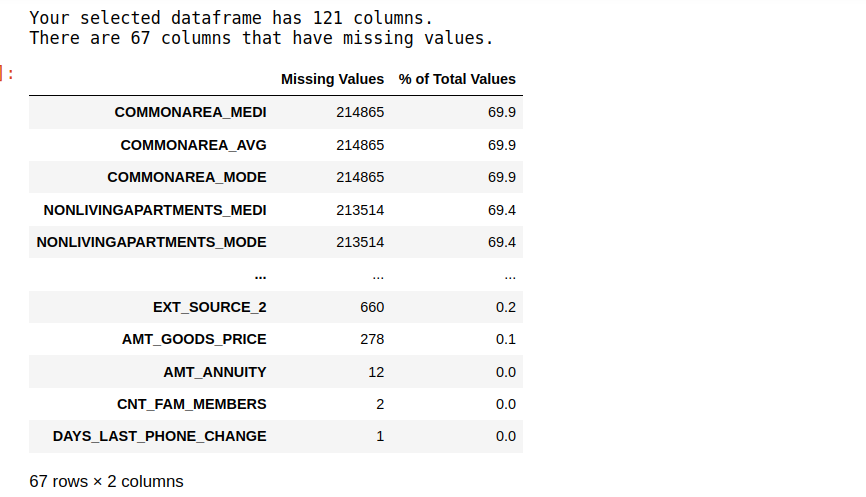 Your selected dataframe has 121 columns.
There are 67 columns that have missing values.
]:
Missing Values % of Total Values
COMMONAREA_MEDI 214865 69.9
COMMONAREA_AVG 214865 69.9
COMMONAREA_MODE 214865 69.9
NONLIVINGAPARTMENTS_MEDI 213514 69.4
NONLIVINGAPARTMENTS_MODE 213514 69.4
... ... ...
EXT_SOURCE_2 660 0.2
AMT_GOODS_PRICE 278 0.1
AMT_ANNUITY 12 0.0
CNT_FAM_MEMBERS 2 0.0
DAYS_LAST_PHONE_CHANGE 1 0.0
67 rows × 2 columns